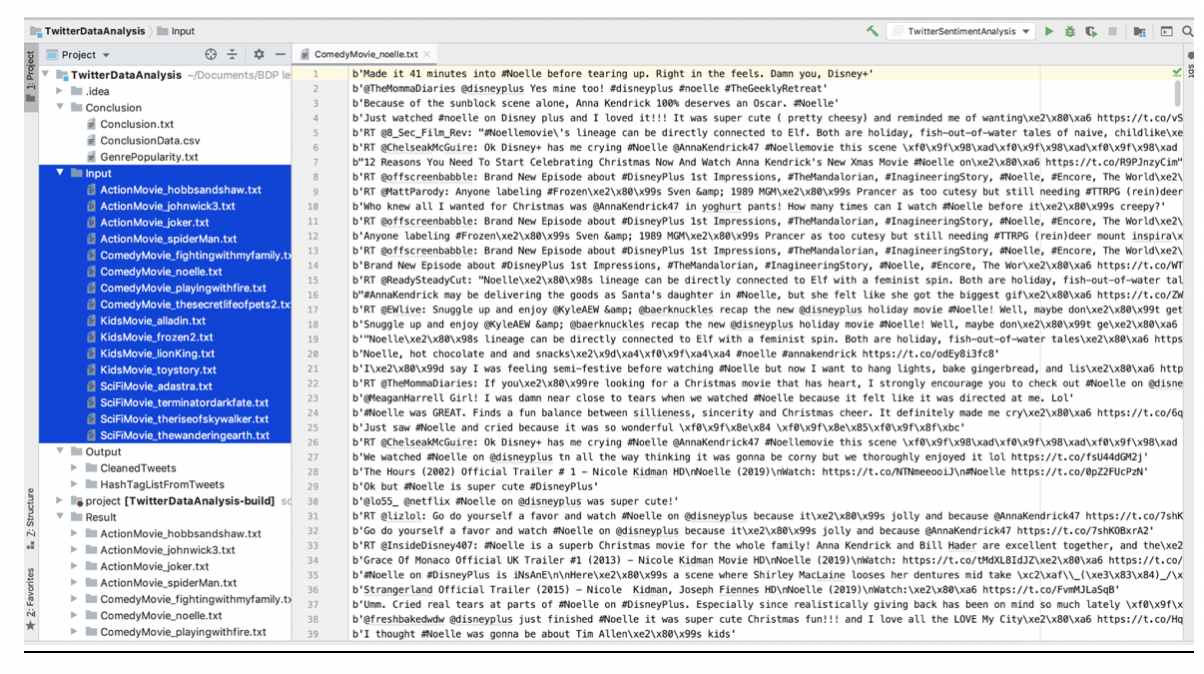 TwitterDataAnalysis Input
TwitterSentimentAnalysis
Project
ComedyMovie_noelle.txt
1: Project
TwitterDataAnalysis ~/Documents/BDP le
.idea
Conclusion
Conclusion.txt
ConclusionData.csv
GenrePopularity.txt
Input
ActionMovie_hobbsandshaw.txt
ActionMovie_johnwick3.txt
ActionMovie_joker.txt
ActionMovie_spiderMan.txt
ComedyMovie_fightingwithmyfamily.tx
ComedyMovie_noelle.txt
ComedyMovie_playingwithfire.txt
ComedyMovie_thesecretlifeofpets2.tx
KidsMovie_alladin.txt
KidsMovie_frozen2.txt
KidsMovie_lionKing.txt
KidsMovie_toystory.txt
SciFiMovie_adastra.txt
SciFiMovie_terminatordarkfate.txt
SciFiMovie_theriseofskywalker.txt
SciFiMovie_thewanderingearth.txt
Output
CleanedTweets
HashTagListFromTweets
project [TwitterDataAnalysis-build] sc
Result
ActionMovie_hobbsandshaw.txt
ActionMovie_johnwick3.txt
ActionMovie_joker.txt
ActionMovie_spiderMan.txt
ComedyMovie_fightingwithmyfamily.tx
ComedyMovie_noelle.txt
ComedyMovie_playingwithfire.txt
Z: Structure
2: Favorites
1 b'Made it 41 minutes into #Noelle before tearing up. Right in the feels. Damn you, Disney+'
2 b'@TheMommaDiaries @disneyplus Yes mine too! #disneyplus #noelle #TheGeeklyRetreat'
3 b'Because of the sunblock scene alone, Anna Kendrick 100% deserves an Oscar. #Noelle'
4 b'Just watched #noelle on Disney plus and I loved it!!! It was super cute ( pretty cheesy) and reminded me of wanting\xe2\x80\xa6 https://t.co/vS
5 b'RT @8_Sec_Film_Rev: "#Noellemovie\'s lineage can be directly connected to Elf. Both are holiday, fish-out-of-water tales of naive, childlike\xe
6 b'RT @ChelseakMcGuire: Ok Disney+ has me crying #Noelle @AnnaKendrick47 #Noellemovie this scene \xf0\x9f\x98\xad\xf0\x9f\x98\xad\xf0\x9f\x98\xad
7 b"12 Reasons You Need To Start Celebrating Christmas Now And Watch Anna Kendrick's New Xmas Movie #Noelle on\xe2\x80\xa6 https://t.co/R9PJnzyCim"
8 b'RT @offscreenbabble: Brand New Episode about #DisneyPlus 1st Impressions, #TheMandalorian, #InagineeringStory, #Noelle, #Encore, The World\xe2\
9 b'RT @MattParody: Anyone labeling #Frozen\xe2\x80\x99s Sven &amp; 1989 MGM\xe2\x80\x99s Prancer as too cutesy but still needing #TTRPG (rein)deer
10 b'Who knew all I wanted for Christmas was @AnnaKendrick47 in yoghurt pants! How many times can I watch #Noelle before it\xe2\x80\x99s creepy?'
11 b'RT @offscreenbabble: Brand New Episode about #DisneyPlus 1st Impressions, #TheMandalorian, #InagineeringStory, #Noelle, #Encore, The World\xe2\
12 b'Anyone labeling #Frozen\xe2\x80\x99s Sven &amp; 1989 MGM\xe2\x80\x99s Prancer as too cutesy but still needing #TTRPG (rein)deer mount inspira\x
13 b'RT @offscreenbabble: Brand New Episode about #DisneyPlus 1st Impressions, #TheMandalorian, #InagineeringStory, #Noelle, #Encore, The World\xe2\
14 b'Brand New Episode about #DisneyPlus 1st Impressions, #TheMandalorian, #InagineeringStory, #Noelle, #Encore, The Wor\xe2\x80\xa6 https://t.co/WT
15 b'RT @ReadySteadyCut: "Noelle\xe2\x80\x98s lineage can be directly connected to Elf with a feminist spin. Both are holiday, fish-out-of-water tal
16 b"#AnnaKendrick may be delivering the goods as Santa's daughter in #Noelle, but she felt like she got the biggest gif\xe2\x80\xa6 https://t.co/ZW
17 b'RT @EWlive: Snuggle up and enjoy @KyleAEW &amp; @baerknuckles recap the new @disneyplus holiday movie #Noelle! Well, maybe don\xe2\x80\x99t get
18 b'Snuggle up and enjoy @KyleAEW &amp; @baerknuckles recap the new @disneyplus holiday movie #Noelle! Well, maybe don\xe2\x80\x99t ge\xe2\x80\xa6
19 b'"Noelle\xe2\x80\x98s lineage can be directly connected to Elf with a feminist spin. Both are holiday, fish-out-of-water tales\xe2\x80\xa6 https
20 b'Noelle, hot chocolate and and snacks\xe2\x9d\xa4\xf0\x9f\xa4\xa4 #noelle #annakendrick https://t.co/odEy8i3fc8'
21 b'I\xe2\x80\x99d say I was feeling semi-festive before watching #Noelle but now I want to hang lights, bake gingerbread, and lis\xe2\x80\xa6 http
22 b'RT @TheMommaDiaries: If you\xe2\x80\x99re looking for a Christmas movie that has heart, I strongly encourage you to check out #Noelle on @disne
23 b'@MeaganHarrell Girl! I was damn near close to tears when we watched #Noelle because it felt like it was directed at me. Lol'
24 b'#Noelle was GREAT. Finds a fun balance between sillieness, sincerity and Christmas cheer. It definitely made me cry\xe2\x80\xa6 https://t.co/6q
25 b'Just saw #Noelle and cried because it was so wonderful \xf0\x9f\x8e\x84 \xf0\x9f\x8e\x85\xf0\x9f\x8f\xbc'
26 b'RT @ChelseakMcGuire: Ok Disney+ has me crying #Noelle @AnnaKendrick47 #Noellemovie this scene \xf0\x9f\x98\xad\xf0\x9f\x98\xad\xf0\x9f\x98\xad
27 b'We watched #Noelle on @disneyplus tn all the way thinking it was gonna be corny but we thoroughly enjoyed it lol https://t.co/fsU44dGM2j'
28 b'The Hours (2002) Official Trailer # 1 – Nicole Kidman HD\nNoelle (2019)\nWatch: https://t.co/NTNmeeooiJ\n#Noelle https://t.co/0pZ2FUcPzN'
29 b'Ok but #Noelle is super cute #DisneyPlus'
30 b'@lo55_ @netflix #Noelle on @disneyplus was super cute!'
31 b'RT @lizlol: Go do yourself a favor and watch #Noelle on @disneyplus because it\xe2\x80\x99s jolly and because @AnnaKendrick47 https://t.co/7shK
32 b'Go do yourself a favor and watch #Noelle on @disneyplus because it\xe2\x80\x99s jolly and because @AnnaKendrick47 https://t.co/7shKOBxrA2'
33 b'RT @InsideDisney407: #Noelle is a superb Christmas movie for the whole family! Anna Kendrick and Bill Hader are excellent together, and the\xe2
34 b'Grace Of Monaco Official UK Trailer #1 (2013) – Nicole Kidman Movie HD\nNoelle (2019)\nWatch: https://t.co/tMdXL8IdJZ\xe2\x80\xa6 https://t.co/
35 b'#Noelle on #DisneyPlus is iNsAnE\n\nHere\xe2\x80\x99s a scene where Shirley MacLaine looses her dentures mid take \xc2\xaf\\_(\xe3\x83\x84)_/\x
36 b'Strangerland Official Trailer (2015) – Nicole  Kidman, Joseph Fiennes HD\nNoelle (2019)\nWatch:\xe2\x80\xa6 https://t.co/FvmMJLaSqB'
37 b'Umm. Cried real tears at parts of #Noelle on #DisneyPlus. Especially since realistically giving back has been on mind so much lately \xf0\x9f\x
38 b'@freshbakedwdw @disneyplus just finished #Noelle it was super cute Christmas fun!!! and I love all the LOVE My City\xe2\x80\xa6 https://t.co/Hq
39 b'I thought #Noelle was gonna be about Tim Allen\xe2\x80\x99s kids'